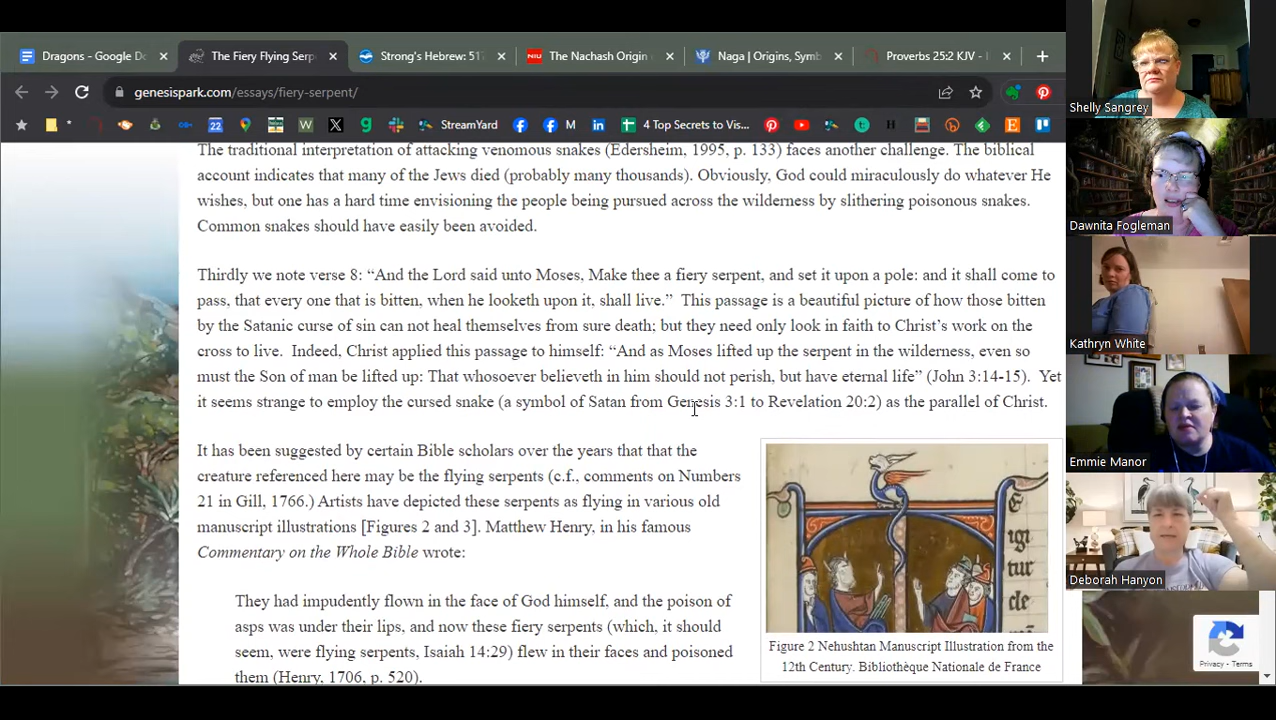 Dragons - Google Do
The Fiery Flying Serp
Strong's Hebrew: 517
NIU
The Nachash Origin
Naga | Origins, Symb
Proverbs 25:2 KJV -
genesispark.com/essays/fiery-serpent/
22
W
StreamYard
M
4 Top Secrets to Vis...
The traditional interpretation of attacking venomous snakes (Edersheim, 1995, p. 133) faces another challenge. The biblical
account indicates that many of the Jews died (probably many thousands). Obviously, God could miraculously do whatever He
wishes, but one has a hard time envisioning the people being pursued across the wilderness by slithering poisonous snakes.
Common snakes should have easily been avoided.
Thirdly we note verse 8: “And the Lord said unto Moses, Make thee a fiery serpent, and set it upon a pole: and it shall come to
pass, that every one that is bitten, when he looketh upon it, shall live.” This passage is a beautiful picture of how those bitten
by the Satanic curse of sin can not heal themselves from sure death; but they need only look in faith to Christ’s work on the
cross to live. Indeed, Christ applied this passage to himself: “And as Moses lifted up the serpent in the wilderness, even so
must the Son of man be lifted up: That whosoever believeth in him should not perish, but have eternal life” (John 3:14-15). Yet
it seems strange to employ the cursed snake (a symbol of Satan from Genesis 3:1 to Revelation 20:2) as the parallel of Christ.
It has been suggested by certain Bible scholars over the years that that the
creature referenced here may be the flying serpents (c.f., comments on Numbers
21 in Gill, 1766.) Artists have depicted these serpents as flying in various old
manuscript illustrations [Figures 2 and 3]. Matthew Henry, in his famous
Commentary on the Whole Bible wrote:
They had impudently flown in the face of God himself, and the poison of
asps was under their lips, and now these fiery serpents (which, it should
seem, were flying serpents, Isaiah 14:29) flew in their faces and poisoned
them (Henry, 1706, p. 520).
Figure 2 Nehushtan Manuscript Illustration from the
12th Century. Bibliothèque Nationale de France
Privacy - Terms
Shelly Sangrey
Dawnita Fogleman
Kathryn White
Emmie Manor
Deborah Hanyon